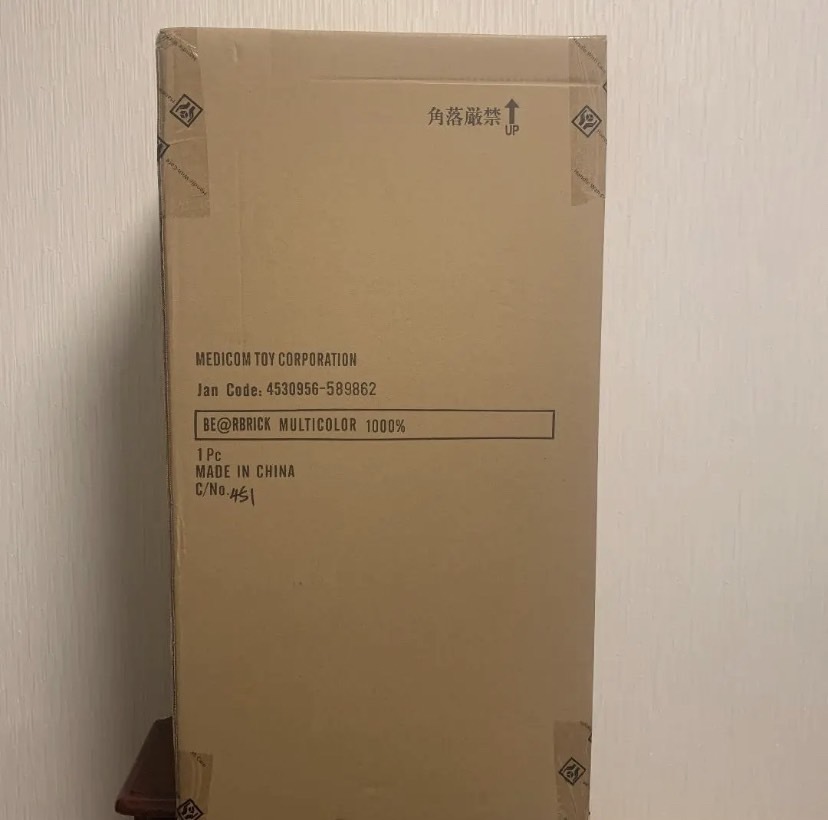 角落厳禁 UP
MEDICOM TOY CORPORATION
Jan Code: 4530956-589862
BE@RBRICK MULTICOLOR 1000%
1 Pc
MADE IN CHINA
C/No. 451